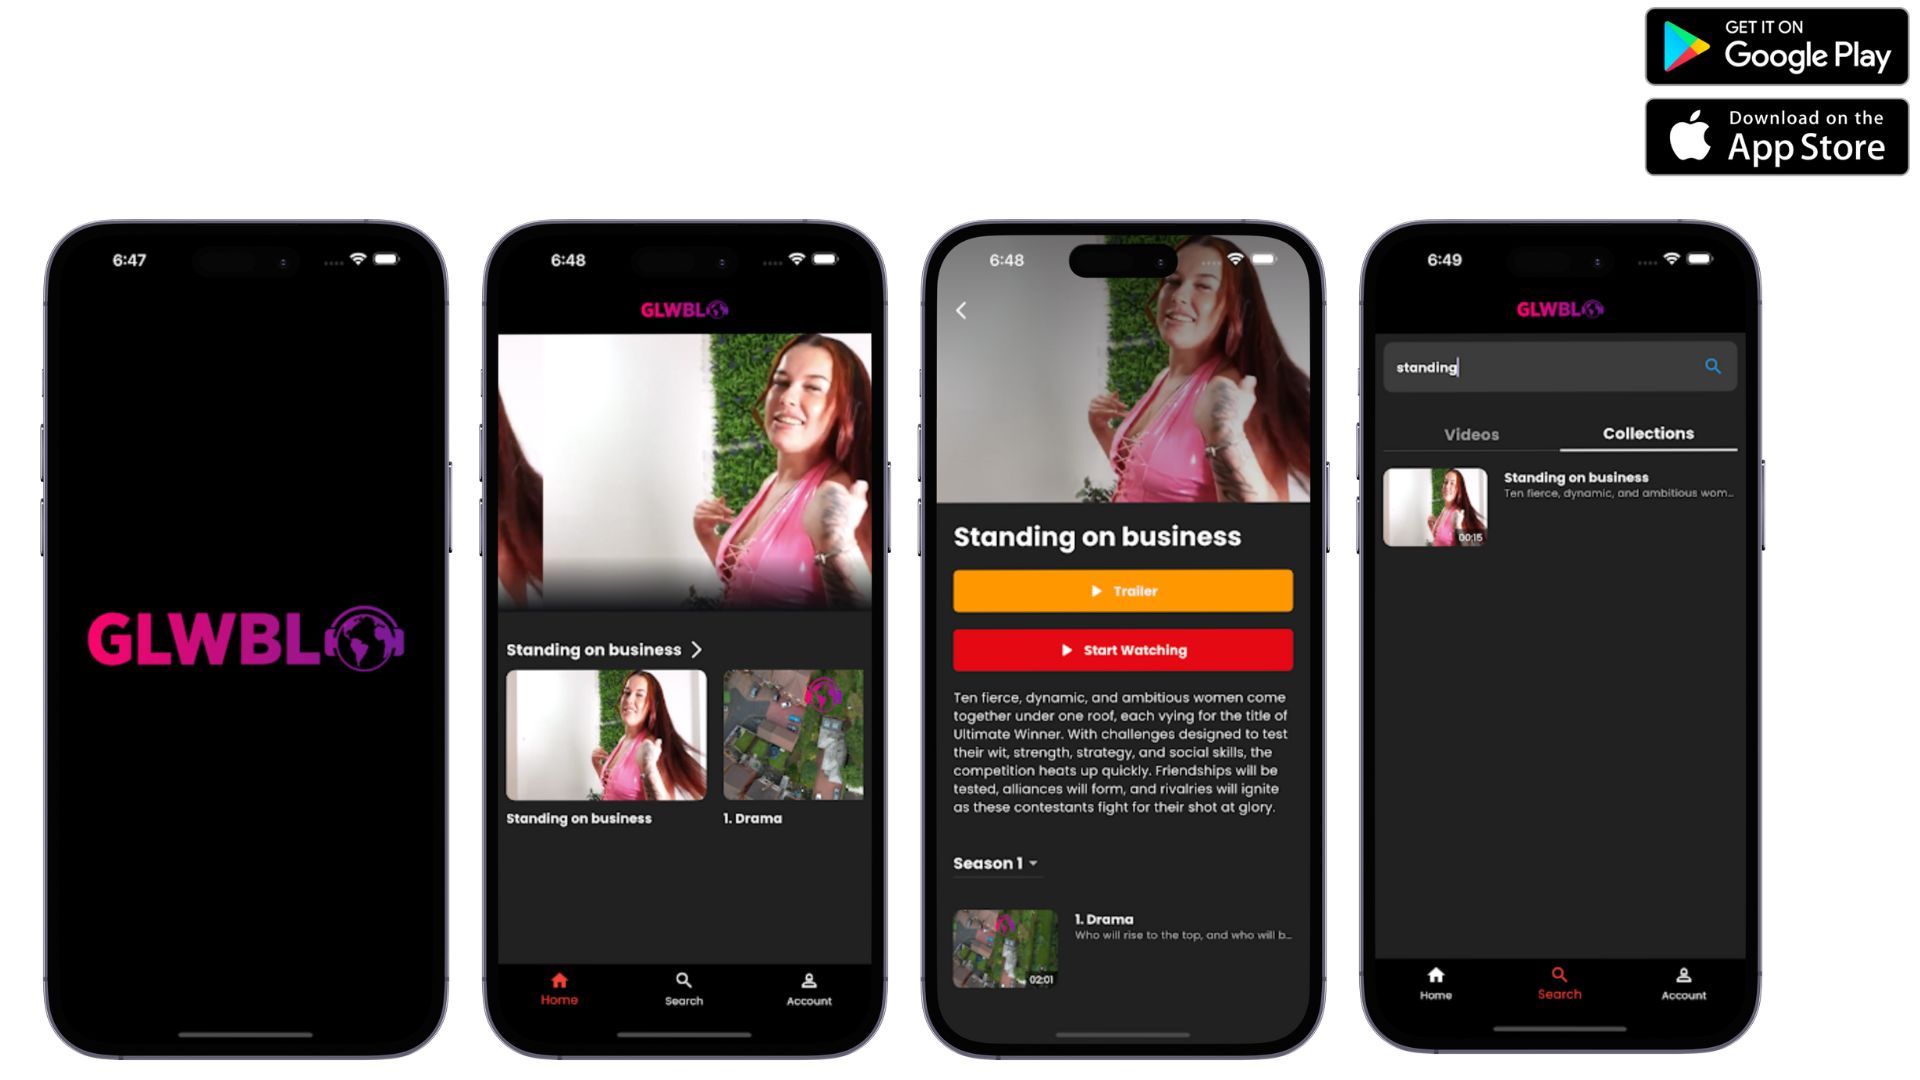 GET IT ON
Google Play
Download on the
App Store
6:47
GLWBL
6:48
GLWBL
Standing on business
Standing on business
1. Drama
Home
Search
Account
6:48
Standing on business
Trailer
Start Watching
Ten fierce, dynamic, and ambitious women come
together under one roof, each vying for the title of
Ultimate Winner. With challenges designed to test
their wit, strength, strategy, and social skills, the
competition heats up quickly. Friendships will be
tested, alliances will form, and rivalries will ignite
as these contestants fight for their shot at glory.
Season 1
1. Drama
Who will rise to the top, and who will b...
02:01
6:49
GLWBL
standing
Videos
Collections
Standing on business
Ten fierce, dynamic, and ambitious wom...
00:15
Home
Search
Account